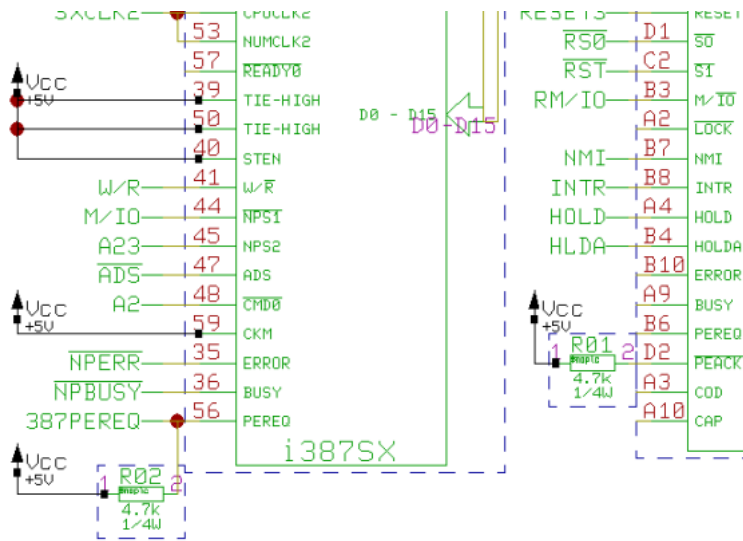 SXCLK2 CPUCLK2
53 NUMCLK2
57 READY0
Vcc
+5V
39 TIE-HIGH
50 TIE-HIGH
40 STEN
W/R 41 W/R
M/IO 44 NPS1
A23 45 NPS2
ADS 47 ADS
A2 48 CMD0
Vcc
+5V
59 CKM
NPERR 35 ERROR
NPBUSY 36 BUSY
387PEREQ 56 PEREQ
i387SX
Vcc
+5V
1 R02 2
4.7k
1/4W
D0 - D15
D0-D15
RESET3 RESET
RS0 D1 S0
RST C2 S1
RM/IO B3 M/IO
A2 LOCK
NMI B7 NMI
INTR B8 INTR
HOLD A4 HOLD
HLDA B4 HOLDA
B10 ERROR
A9 BUSY
Vcc
+5V
B6 PEREQ
1 R01 2
D2 PEACK
4.7k
1/4W
A3 COD
A10 CAP